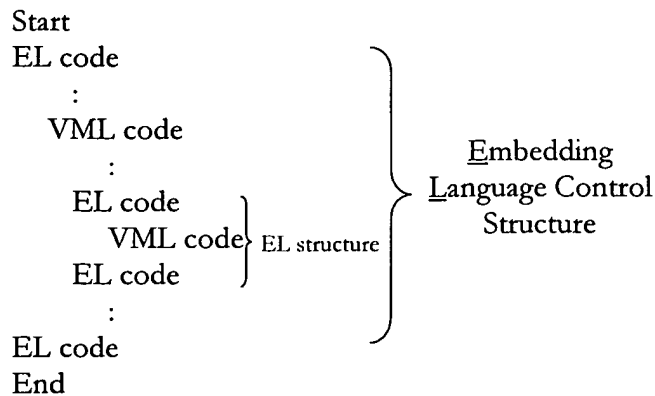 Start
EL code
:
VML code
:
EL code
VML code
EL code
:
EL code
End
EL structure
Embedding
Language Control
Structure